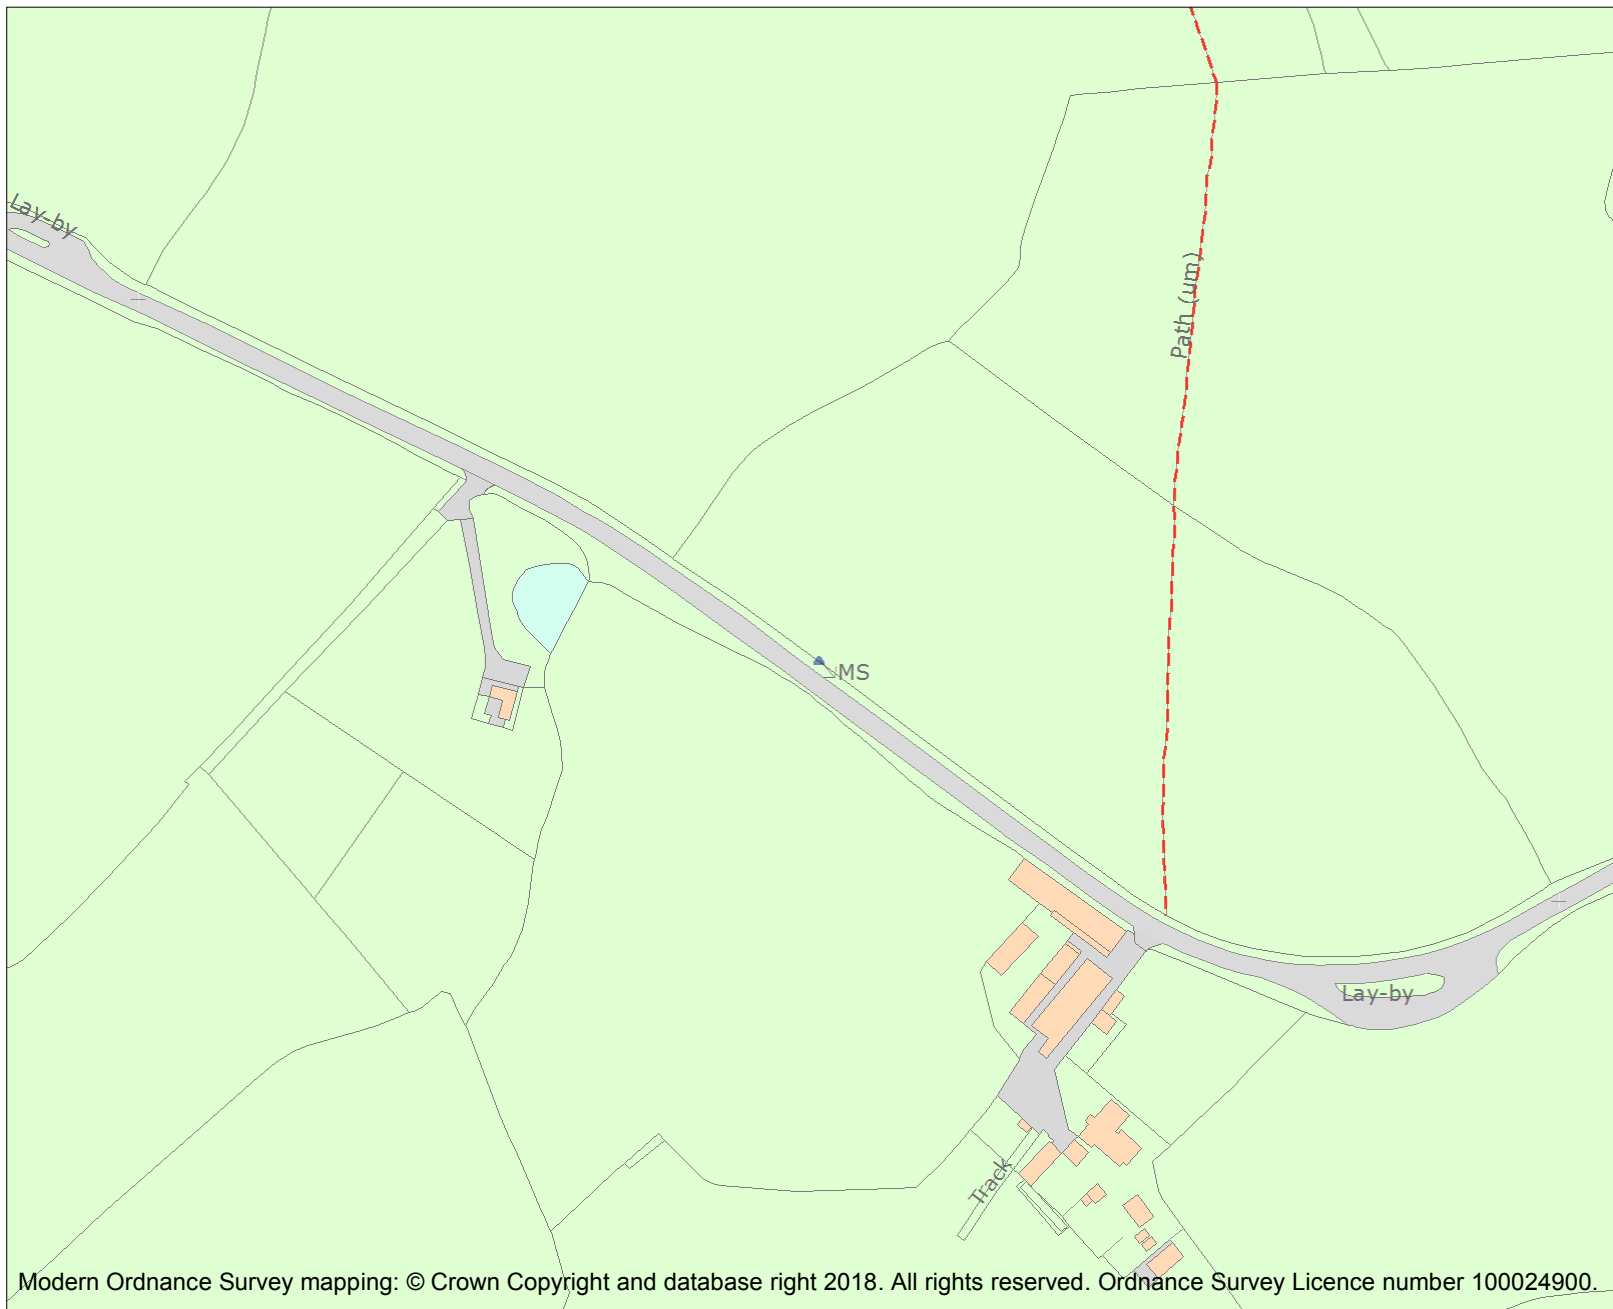 Lay-by
Path (um)
MS
Lay-by
Track
Modern Ordnance Survey mapping: © Crown Copyright and database right 2018. All rights reserved. Ordnance Survey Licence number 100024900.